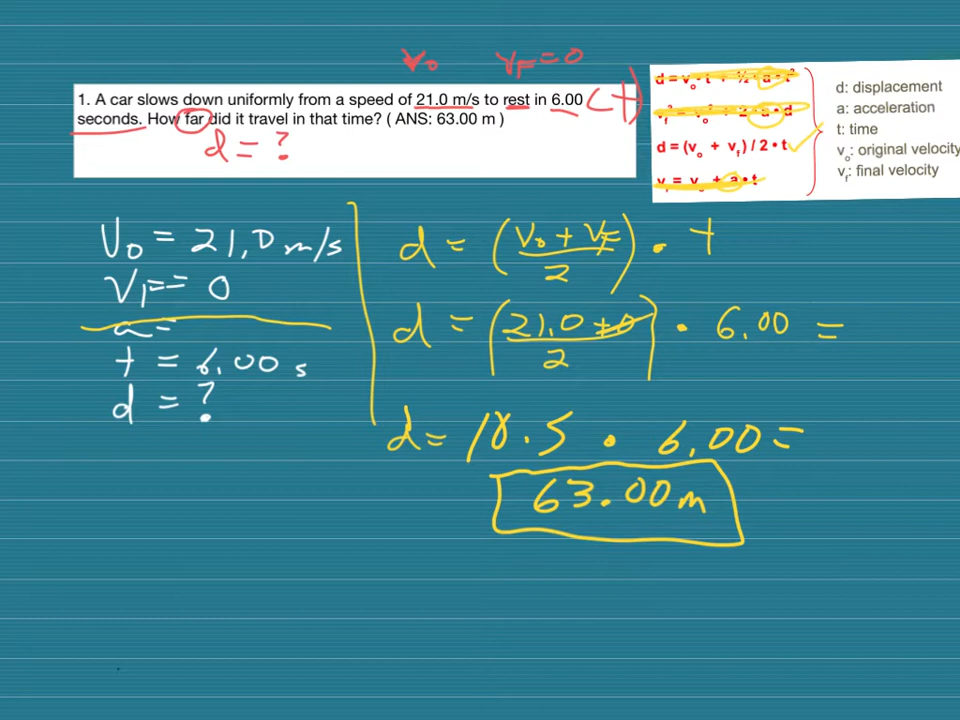 v₀ v_F = 0
1. A car slows down uniformly from a speed of 21.0 m/s to rest in 6.00 (t)
seconds. How far did it travel in that time? ( ANS: 63.00 m )
d = ?
d = v₀ • t + ½ • a • t²
v_f² = v₀² + 2 • a • d
d = (v₀ + v_f) / 2 • t
v_f = v₀ + a • t
d: displacement
a: acceleration
t: time
v₀: original velocity
v_f: final velocity
V₀ = 21.0 m/s
V_F = 0
a =
t = 6.00 s
d = ?
d = (V₀ + V_F / 2) • t
d = (21.0 + 0 / 2) • 6.00 =
d = 10.5 • 6.00 =
63.00 m